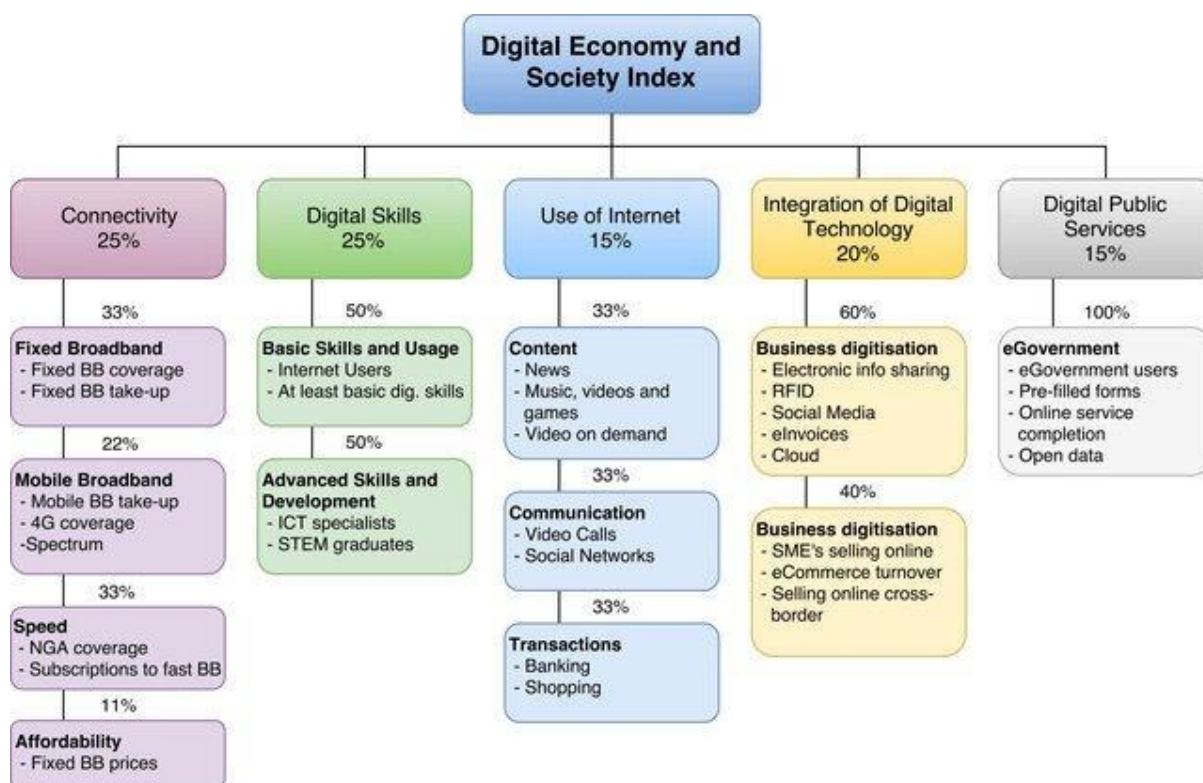 Digital Economy and
Society Index
Connectivity
25%
33%
Fixed Broadband
- Fixed BB coverage
- Fixed BB take-up
22%
Mobile Broadband
- Mobile BB take-up
- 4G coverage
-Spectrum
33%
Speed
- NGA coverage
- Subscriptions to fast BB
11%
Affordability
- Fixed BB prices
Digital Skills
25%
50%
Basic Skills and Usage
- Internet Users
- At least basic dig. skills
50%
Advanced Skills and
Development
- ICT specialists
- STEM graduates
Use of Internet
15%
33%
Content
- News
- Music, videos and
games
- Video on demand
33%
Communication
- Video Calls
- Social Networks
33%
Transactions
- Banking
- Shopping
Integration of Digital
Technology
20%
60%
Business digitisation
- Electronic info sharing
- RFID
- Social Media
- eInvoices
- Cloud
40%
Business digitisation
- SME's selling online
- eCommerce turnover
- Selling online cross-
border
Digital Public
Services
15%
100%
eGovernment
- eGovernment users
- Pre-filled forms
- Online service
completion
- Open data